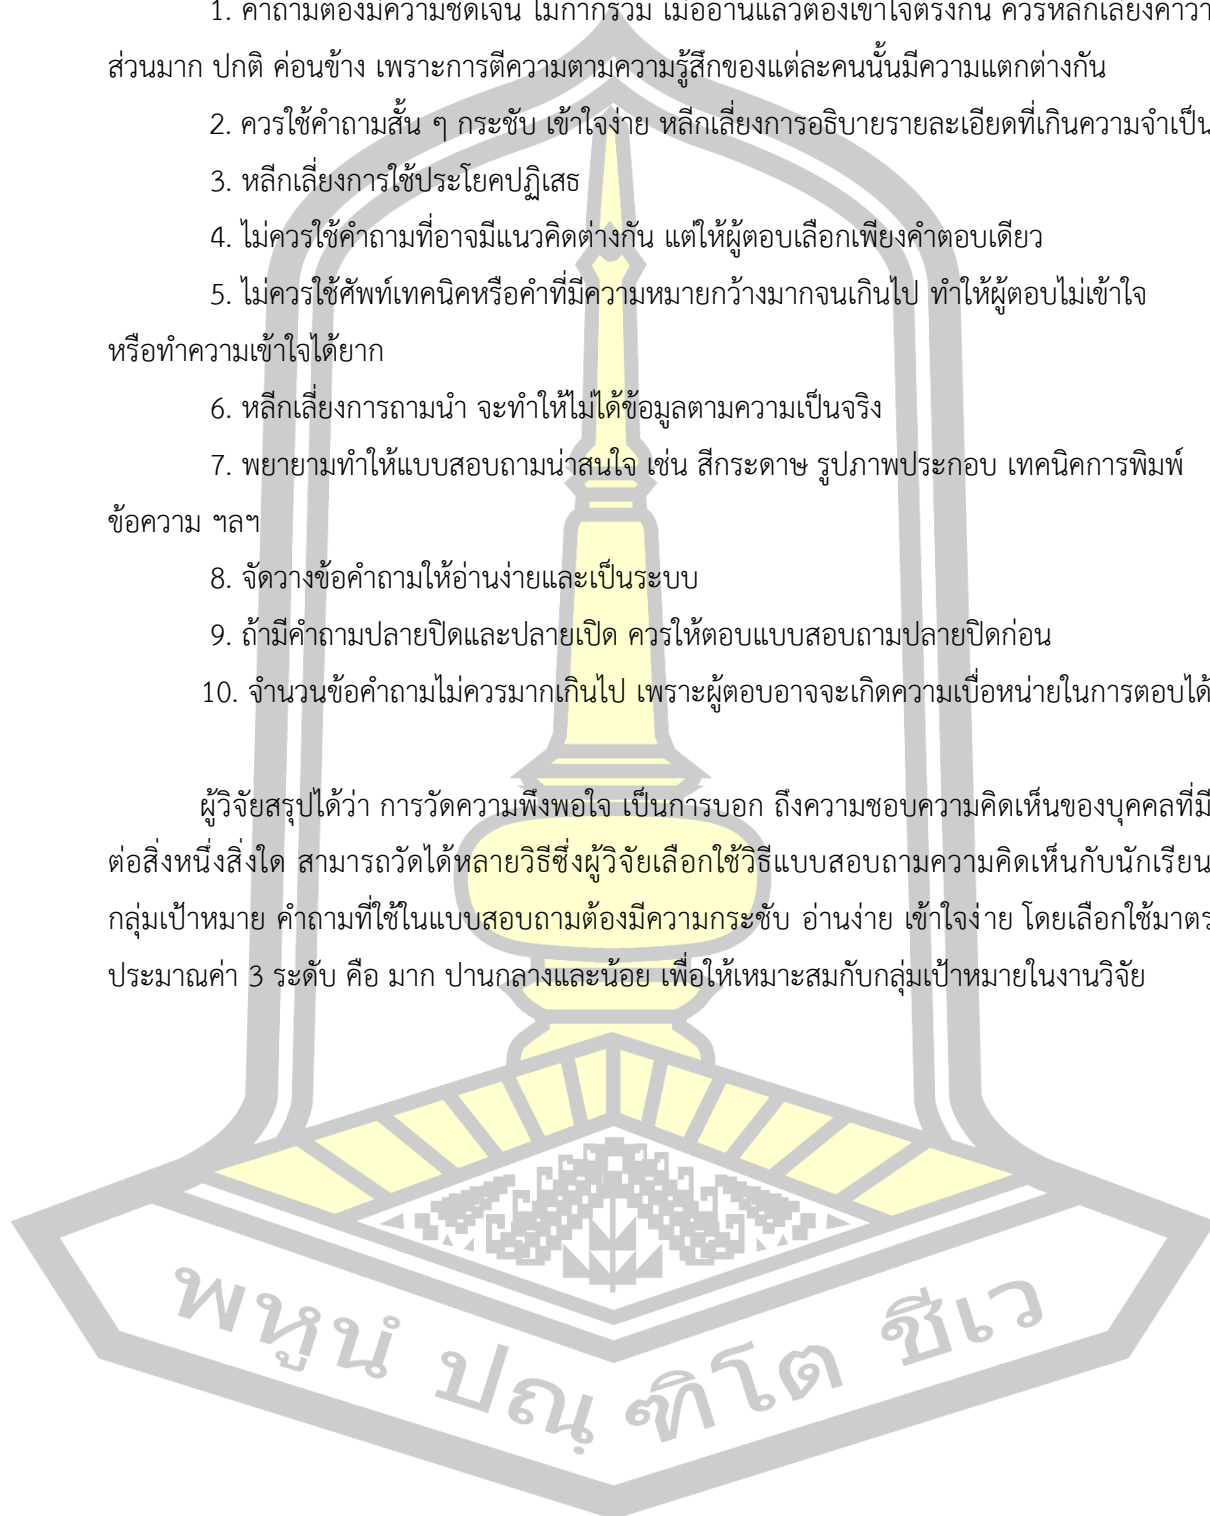 1. คำถามต้องมีความชัดเจน ไม่กำกวม เมื่ออ่านแล้วต้องเข้าใจตรงกัน ควรหลีกเลี่ยงคำว่า
ส่วนมาก ปกติ ค่อนข้าง เพราะการตีความตามความรู้สึกของแต่ละคนนั้นมีความแตกต่างกัน
2. ควรใช้คำถามสั้น ๆ กระชับ เข้าใจง่าย หลีกเลี่ยงการอธิบายรายละเอียดที่เกินความจำเป็น
3. หลีกเลี่ยงการใช้ประโยคปฏิเสธ
4. ไม่ควรใช้คำถามที่อาจมีแนวคิดต่างกัน แต่ให้ผู้ตอบเลือกเพียงคำตอบเดียว
5. ไม่ควรใช้ศัพท์เทคนิคหรือคำที่มีความหมายกว้างมากจนเกินไป ทำให้ผู้ตอบไม่เข้าใจ
หรือทำความเข้าใจได้ยาก
6. หลีกเลี่ยงการถามนำ จะทำให้ไม่ได้ข้อมูลตามความเป็นจริง
7. พยายามทำให้แบบสอบถามน่าสนใจ เช่น สีกระดาษ รูปภาพประกอบ เทคนิคการพิมพ์
ข้อความ ฯลฯ
8. จัดวางข้อคำถามให้อ่านง่ายและเป็นระบบ
9. ถ้ามีคำถามปลายปิดและปลายเปิด ควรให้ตอบแบบสอบถามปลายปิดก่อน
10. จำนวนข้อคำถามไม่ควรมากเกินไป เพราะผู้ตอบอาจจะเกิดความเบื่อหน่ายในการตอบได้
ผู้วิจัยสรุปได้ว่า การวัดความพึงพอใจ เป็นการบอก ถึงความชอบความคิดเห็นของบุคคลที่มี
ต่อสิ่งหนึ่งสิ่งใด สามารถวัดได้หลายวิธีซึ่งผู้วิจัยเลือกใช้วิธีแบบสอบถามความคิดเห็นกับนักเรียน
กลุ่มเป้าหมาย คำถามที่ใช้ในแบบสอบถามต้องมีความกระชับ อ่านง่าย เข้าใจง่าย โดยเลือกใช้มาตร
ประมาณค่า 3 ระดับ คือ มาก ปานกลางและน้อย เพื่อให้เหมาะสมกับกลุ่มเป้าหมายในงานวิจัย
พหูนํ ปณฺฑิโต ชีเว